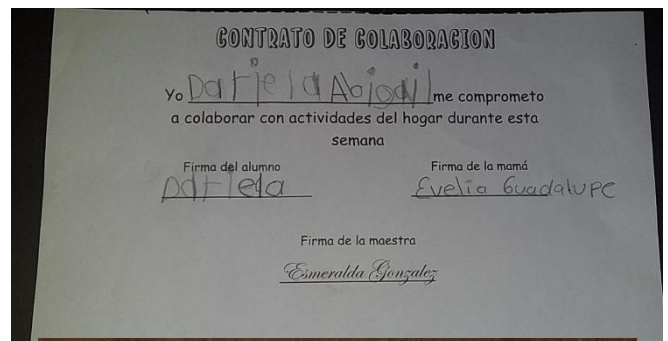 CONTRATO DE COLABORACION
Yo Dariela Abigail me comprometo
a colaborar con actividades del hogar durante esta
semana
Firma del alumno Firma de la mamá
Dariela Evelia Guadalupe
Firma de la maestra
Esmeralda Gonzalez